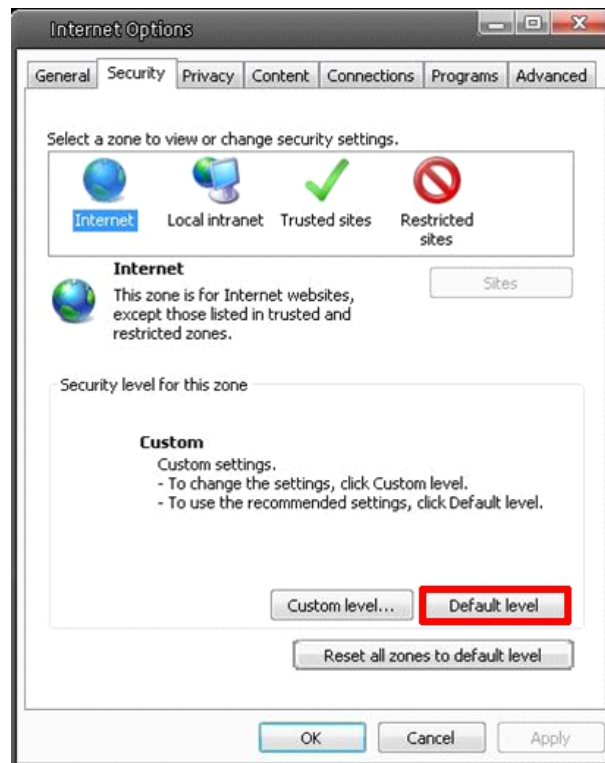 Internet Options
General Security Privacy Content Connections Programs Advanced
Select a zone to view or change security settings.
Internet Local intranet Trusted sites Restricted
sites
Internet
Sites
This zone is for Internet websites,
except those listed in trusted and
restricted zones.
Security level for this zone
Custom
Custom settings.
- To change the settings, click Custom level.
- To use the recommended settings, click Default level.
Custom level... Default level
Reset all zones to default level
OK Cancel Apply